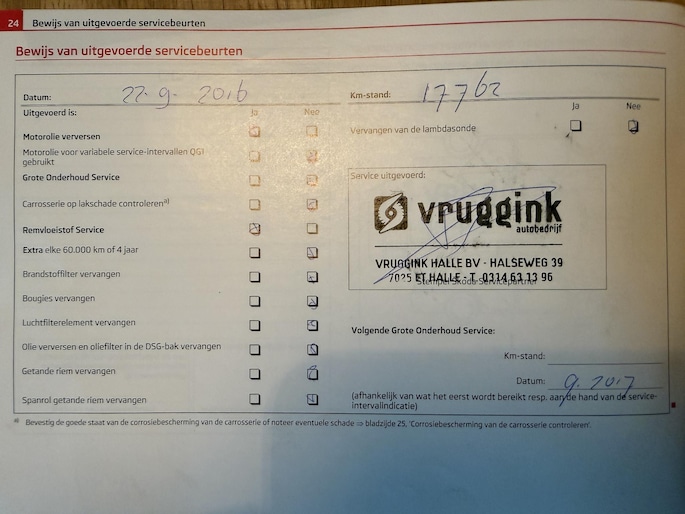 24 Bewijs van uitgevoerde servicebeurten
Bewijs van uitgevoerde servicebeurten
Datum: 22-9-2016
Km-stand: 17762
Uitgevoerd is: Ja Nee
Ja Nee
Motorolie verversen
Vervangen van de lambdasonde
Motorolie voor variabele service-intervallen QG1
gebruikt
Grote Onderhoud Service
Service uitgevoerd:
Carrosserie op lakschade controleren a)
vruggink
autobedrijf
Remvloeistof Service
Extra elke 60.000 km of 4 jaar
VRUGGINK HALLE BV - HALSEWEG 39
7025 ET HALLE - T. 0314 63 13 96
Stempel Skoda Servicepartner
Brandstoffilter vervangen
Bougies vervangen
Luchtfilterelement vervangen
Volgende Grote Onderhoud Service:
Olie verversen en oliefilter in de DSG-bak vervangen
Km-stand:
Getande riem vervangen
Datum: 9. 2017
Spanrol getande riem vervangen
(afhankelijk van wat het eerst wordt bereikt resp. aan de hand van de service-
intervalindicatie)
a) Bevestig de goede staat van de corrosiebescherming van de carrosserie of noteer eventuele schade ⇒ bladzijde 25, 'Corrosiebescherming van de carrosserie controleren'.